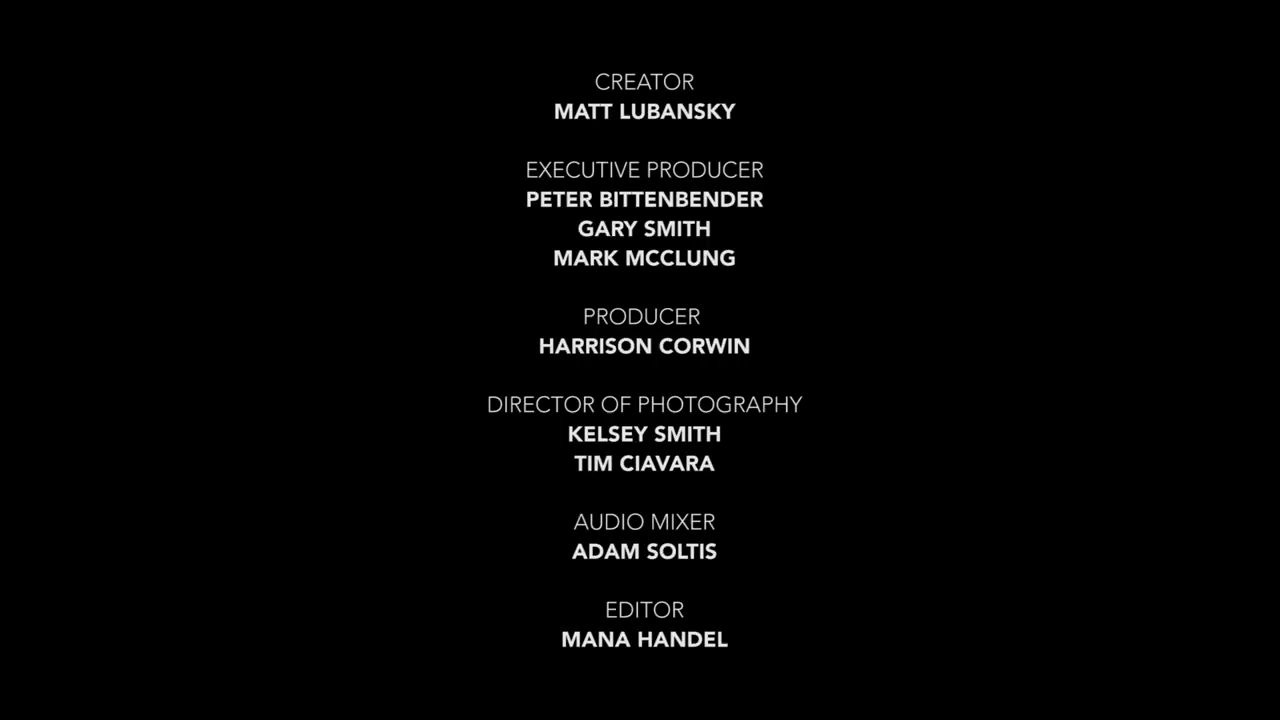 CREATOR
MATT LUBANSKY
EXECUTIVE PRODUCER
PETER BITTENBENDER
GARY SMITH
MARK MCCLUNG
PRODUCER
HARRISON CORWIN
DIRECTOR OF PHOTOGRAPHY
KELSEY SMITH
TIM CIAVARA
AUDIO MIXER
ADAM SOLTIS
EDITOR
MANA HANDEL